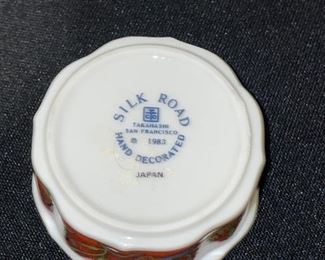 SILK ROAD
TAKAHASHI
SAN FRANCISCO
© 1983
HAND DECORATED
JAPAN